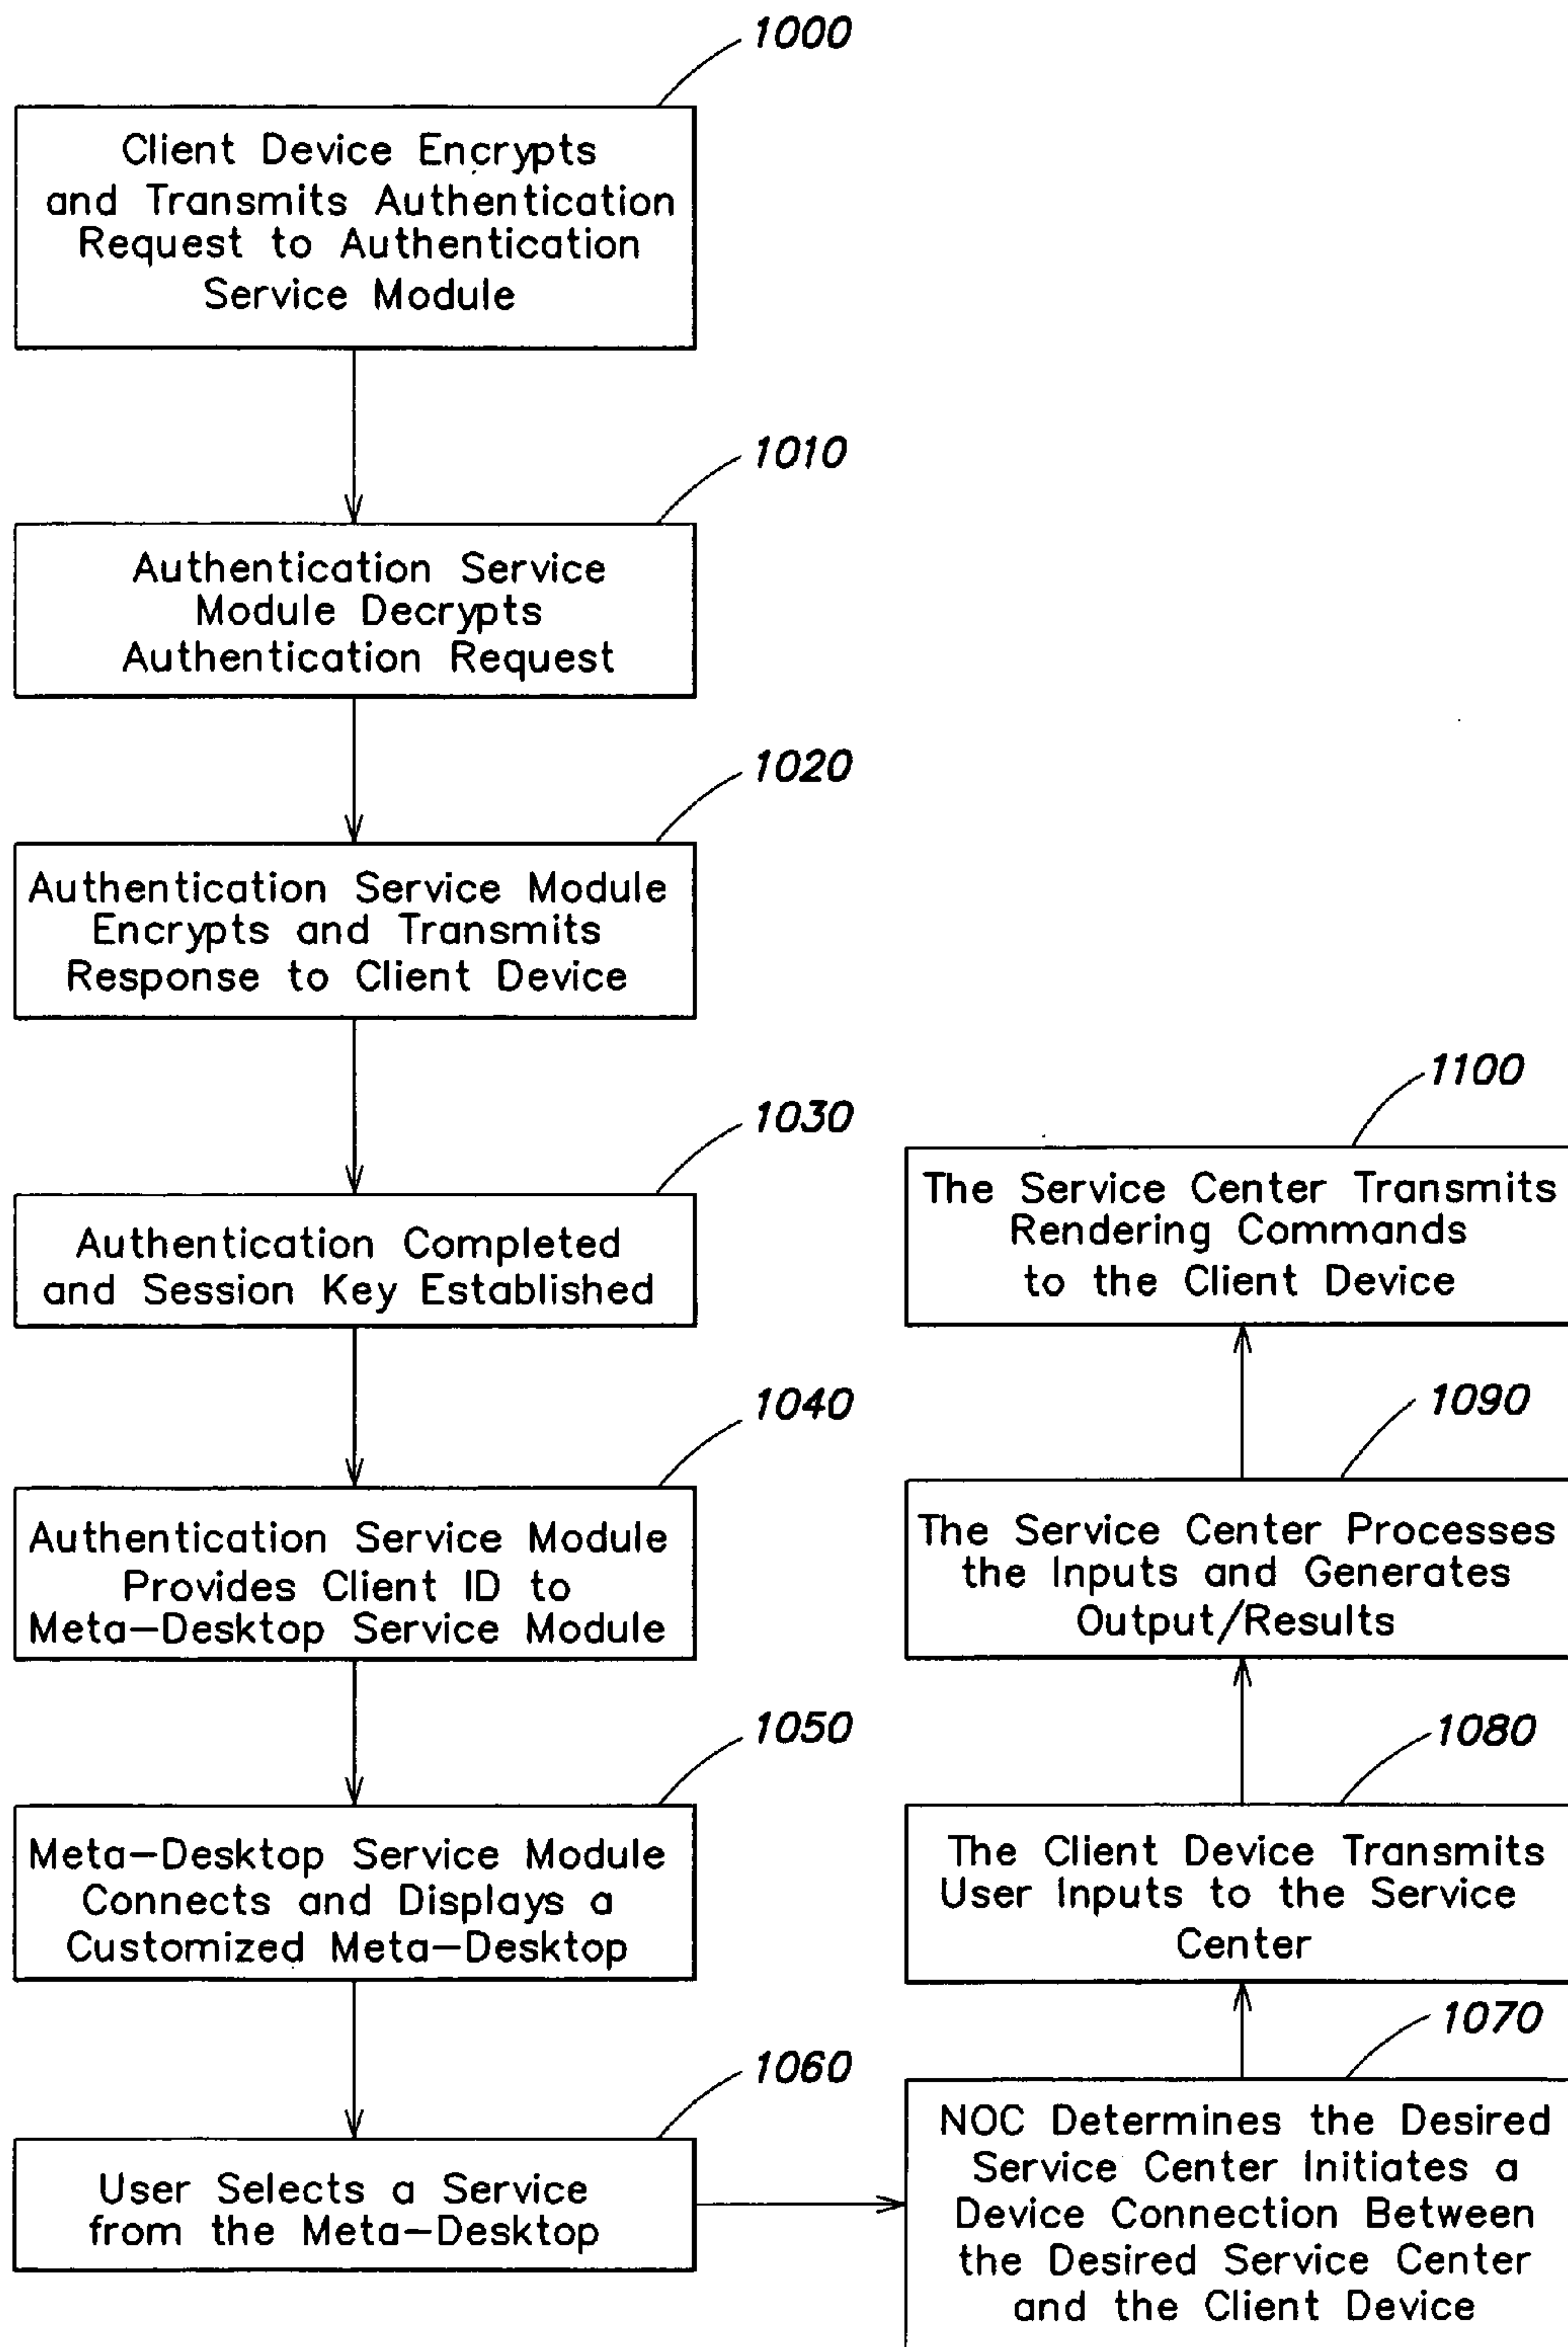 1000
Client Device Encrypts
and Transmits Authentication
Request to Authentication
Service Module
1010
Authentication Service
Module Decrypts
Authentication Request
1020
Authentication Service Module
Encrypts and Transmits
Response to Client Device
1030
Authentication Completed
and Session Key Established
1040
Authentication Service Module
Provides Client ID to
Meta-Desktop Service Module
1050
Meta-Desktop Service Module
Connects and Displays a
Customized Meta-Desktop
1060
User Selects a Service
from the Meta-Desktop
1070
NOC Determines the Desired
Service Center Initiates a
Device Connection Between
the Desired Service Center
and the Client Device
1080
The Client Device Transmits
User Inputs to the Service
Center
1090
The Service Center Processes
the Inputs and Generates
Output/Results
1100
The Service Center Transmits
Rendering Commands
to the Client Device